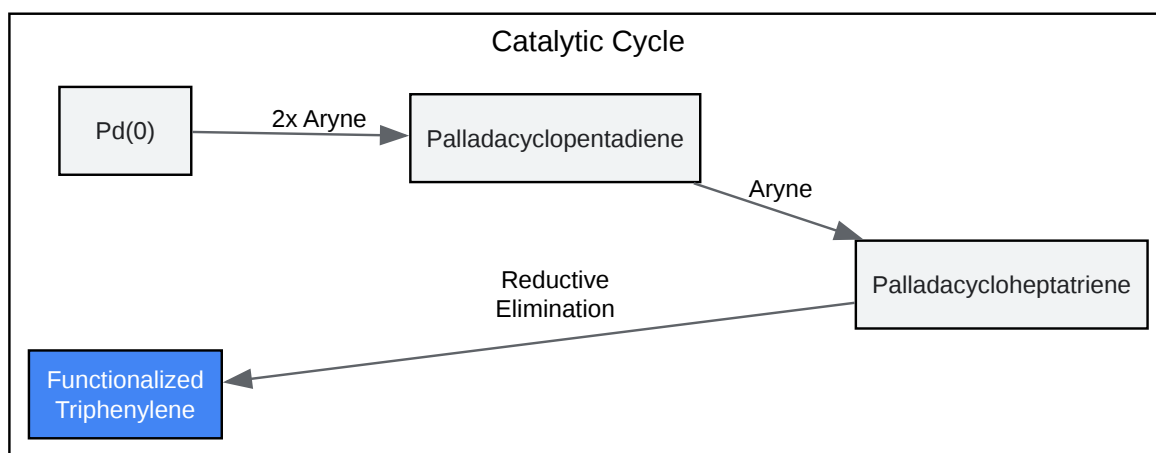 Catalytic Cycle
Pd(0)
2x Aryne
Palladacyclopentadiene
Aryne
Palladacycloheptatriene
Reductive
Elimination
Functionalized
Triphenylene